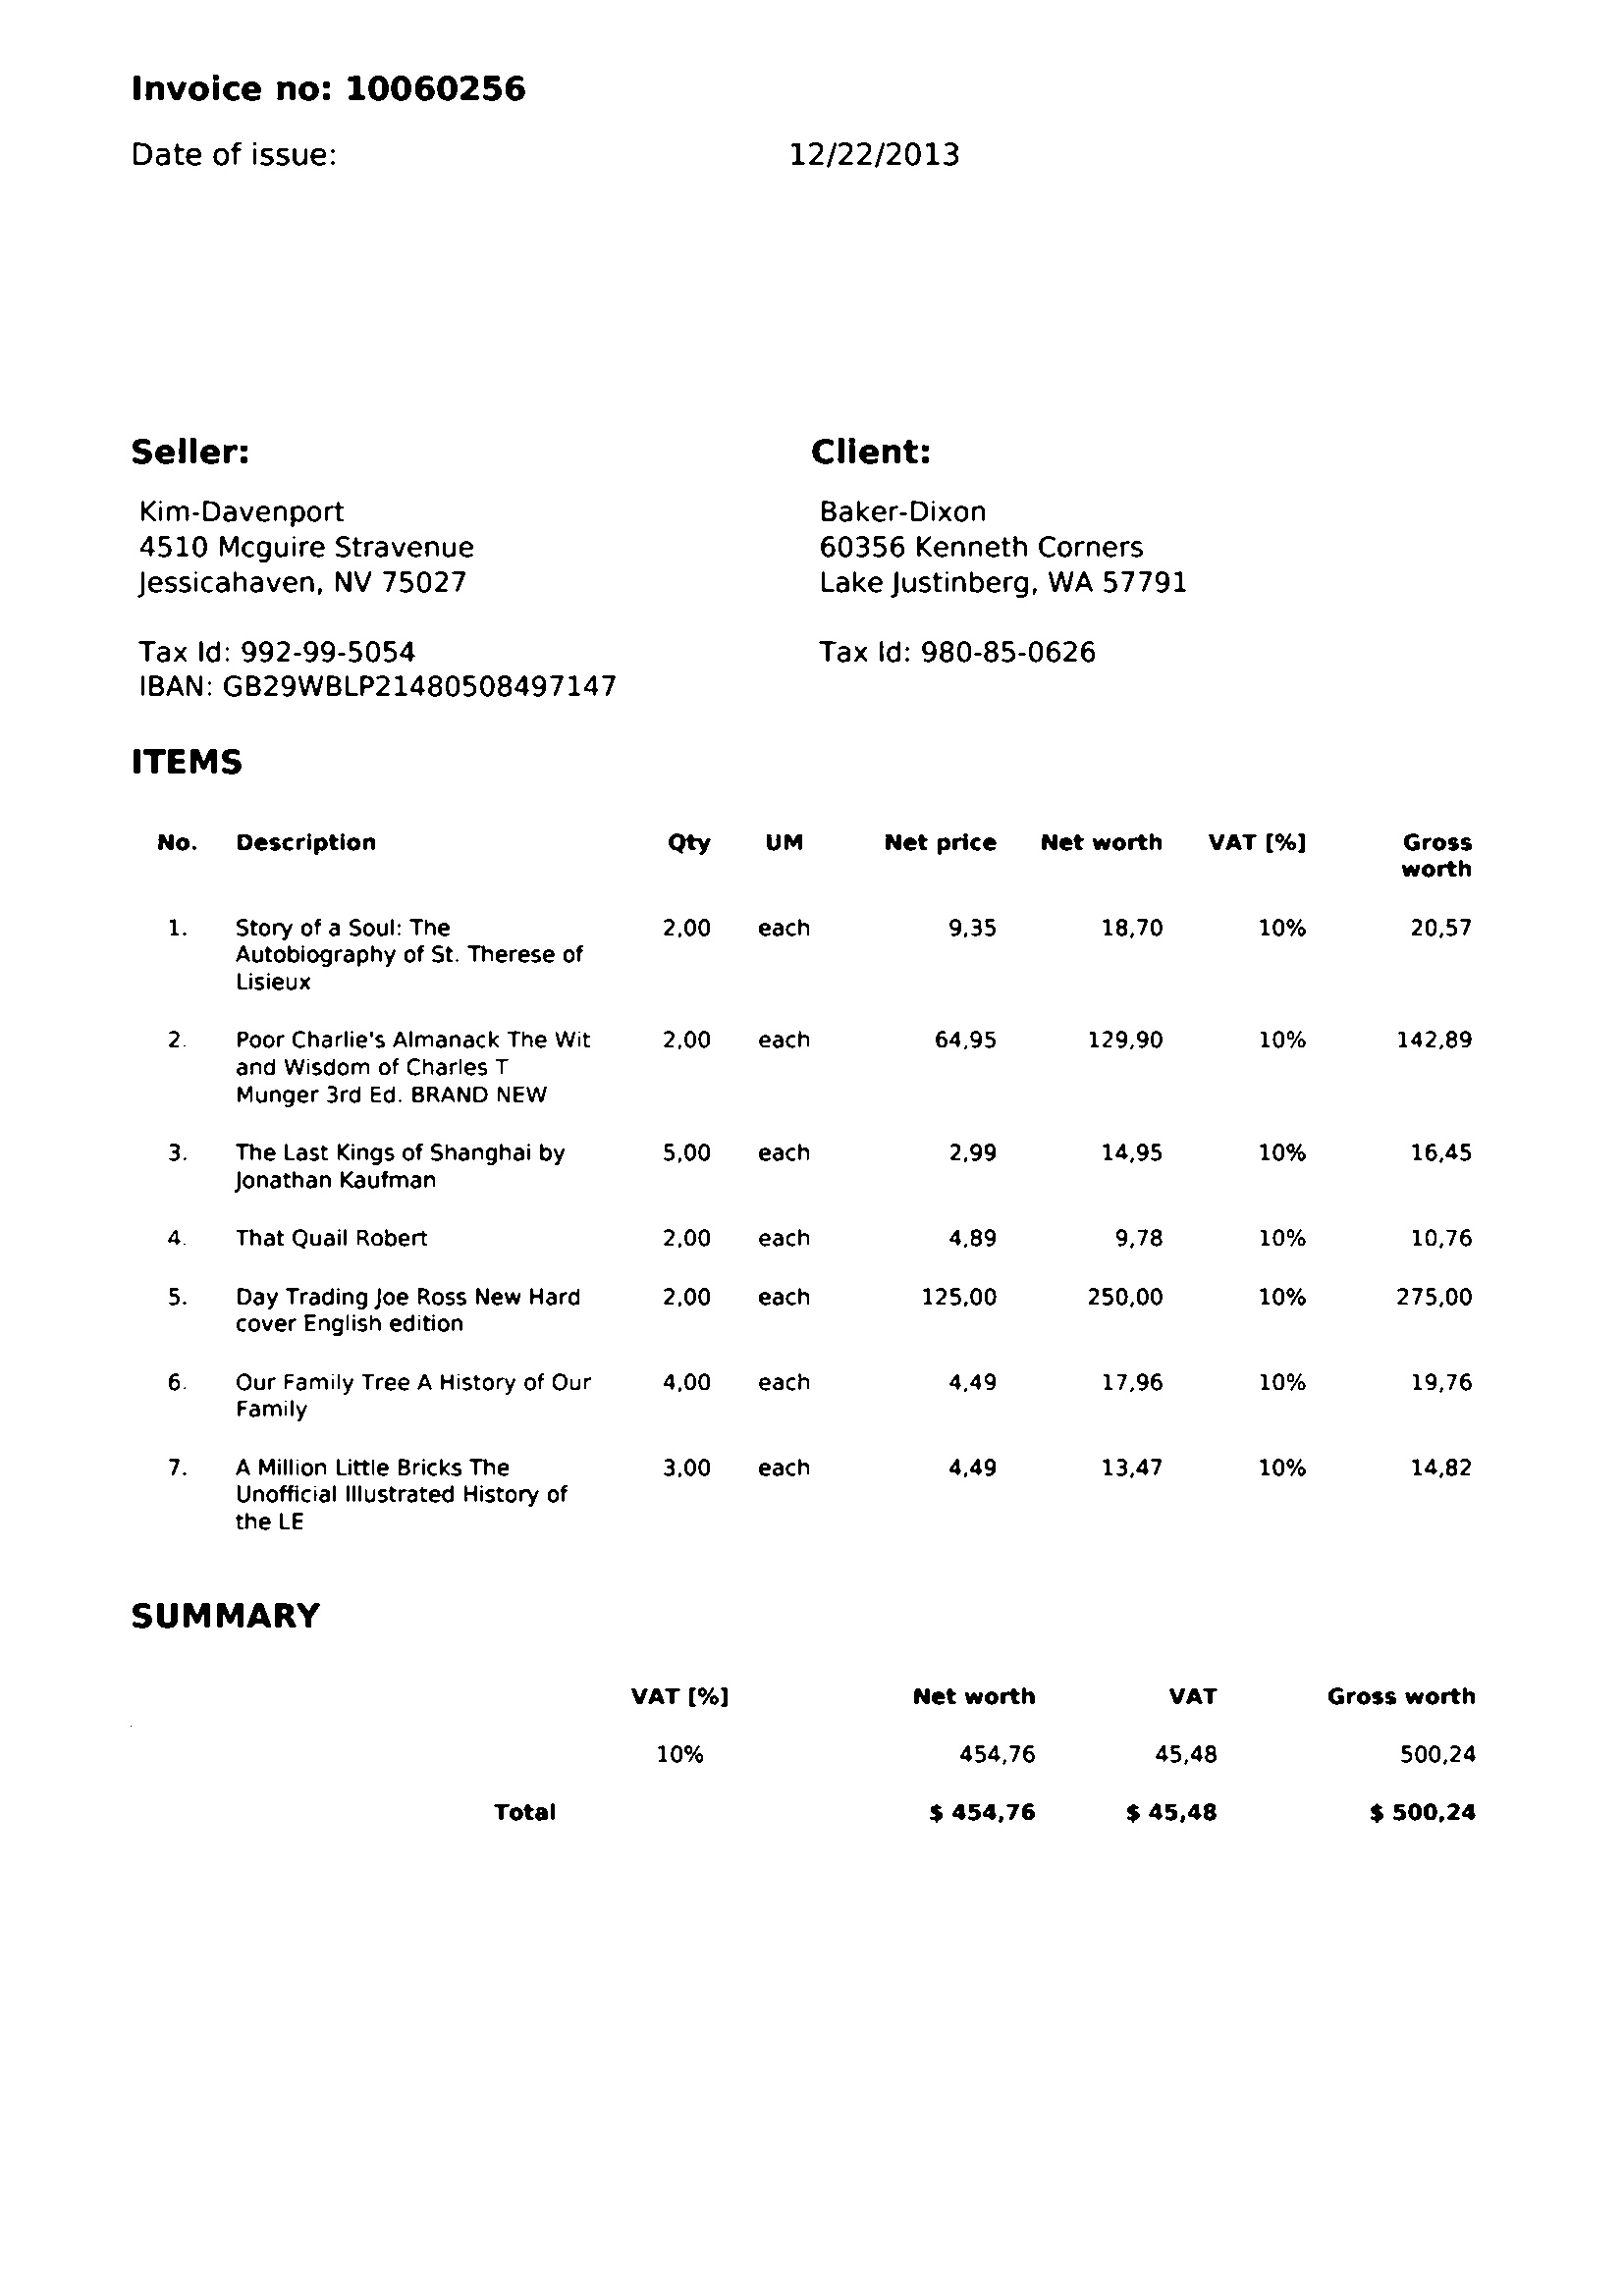 Invoice no: 10060256
Date of issue: 12/22/2013
Seller:
Kim-Davenport
4510 Mcguire Stravenue
Jessicahaven, NV 75027
Tax Id: 992-99-5054
IBAN: GB29WBLP21480508497147
Client:
Baker-Dixon
60356 Kenneth Corners
Lake Justinberg, WA 57791
Tax Id: 980-85-0626
ITEMS
No. Description Qty UM Net price Net worth VAT [%] Gross
worth
1. Story of a Soul: The 2,00 each 9,35 18,70 10% 20,57
Autobiography of St. Therese of
Lisieux
2. Poor Charlie's Almanack The Wit 2,00 each 64,95 129,90 10% 142,89
and Wisdom of Charles T
Munger 3rd Ed. BRAND NEW
3. The Last Kings of Shanghai by 5,00 each 2,99 14,95 10% 16,45
Jonathan Kaufman
4. That Quail Robert 2,00 each 4,89 9,78 10% 10,76
5. Day Trading Joe Ross New Hard 2,00 each 125,00 250,00 10% 275,00
cover English edition
6. Our Family Tree A History of Our 4,00 each 4,49 17,96 10% 19,76
Family
7. A Million Little Bricks The 3,00 each 4,49 13,47 10% 14,82
Unofficial Illustrated History of
the LE
SUMMARY
VAT [%] Net worth VAT Gross worth
10% 454,76 45,48 500,24
Total $ 454,76 $ 45,48 $ 500,24